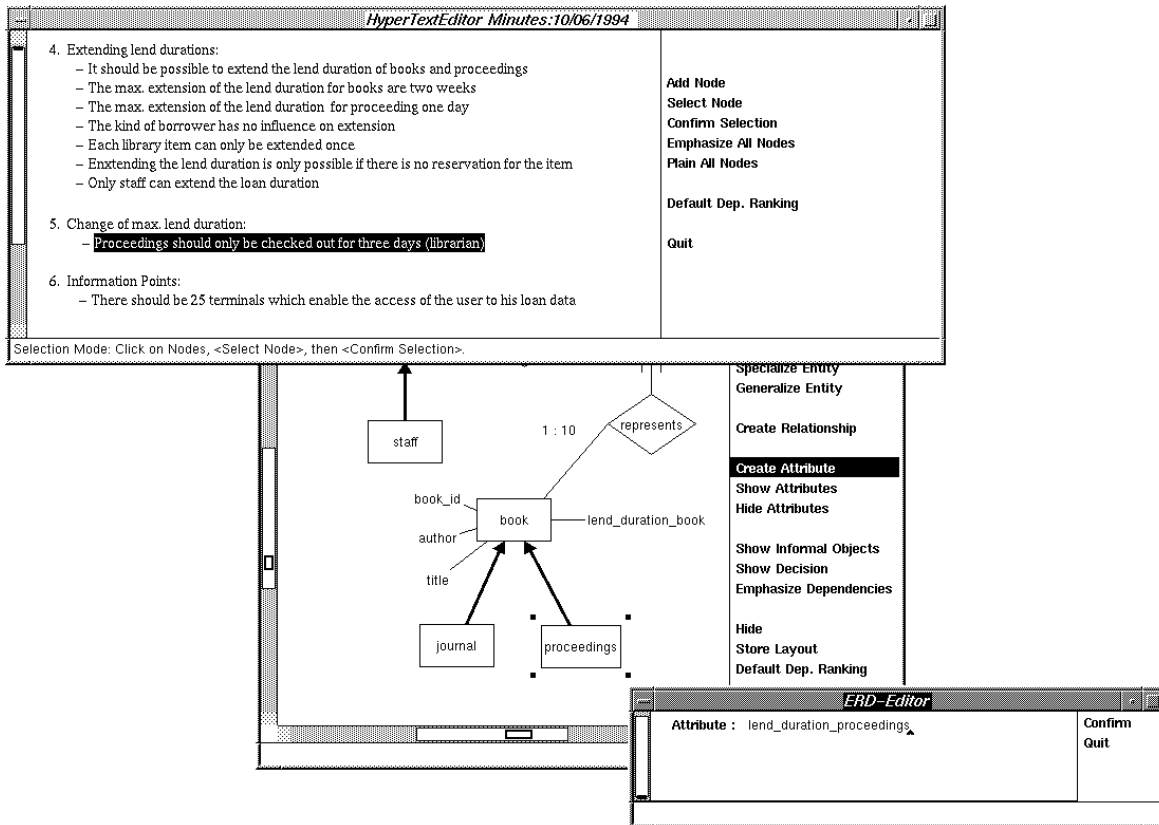 HyperTextEditor Minutes:10/06/1994
4. Extending lend durations:
– It should be possible to extend the lend duration of books and proceedings
– The max. extension of the lend duration for books are two weeks
– The max. extension of the lend duration for proceeding one day
– The kind of borrower has no influence on extension
– Each library item can only be extended once
– Enxtending the lend duration is only possible if there is no reservation for the item
– Only staff can extend the loan duration
5. Change of max. lend duration:
– Proceedings should only be checked out for three days (librarian)
6. Information Points:
– There should be 25 terminals which enable the access of the user to his loan data
Add Node
Select Node
Confirm Selection
Emphasize All Nodes
Plain All Nodes
Default Dep. Ranking
Quit
Selection Mode: Click on Nodes, <Select Node>, then <Confirm Selection>.
staff
1 : 10
represents
book_id
author
title
book
lend_duration_book
journal
proceedings
Specialize Entity
Generalize Entity
Create Relationship
Create Attribute
Show Attributes
Hide Attributes
Show Informal Objects
Show Decision
Emphasize Dependencies
Hide
Store Layout
Default Dep. Ranking
ERD-Editor
Attribute : lend_duration_proceedings
Confirm
Quit